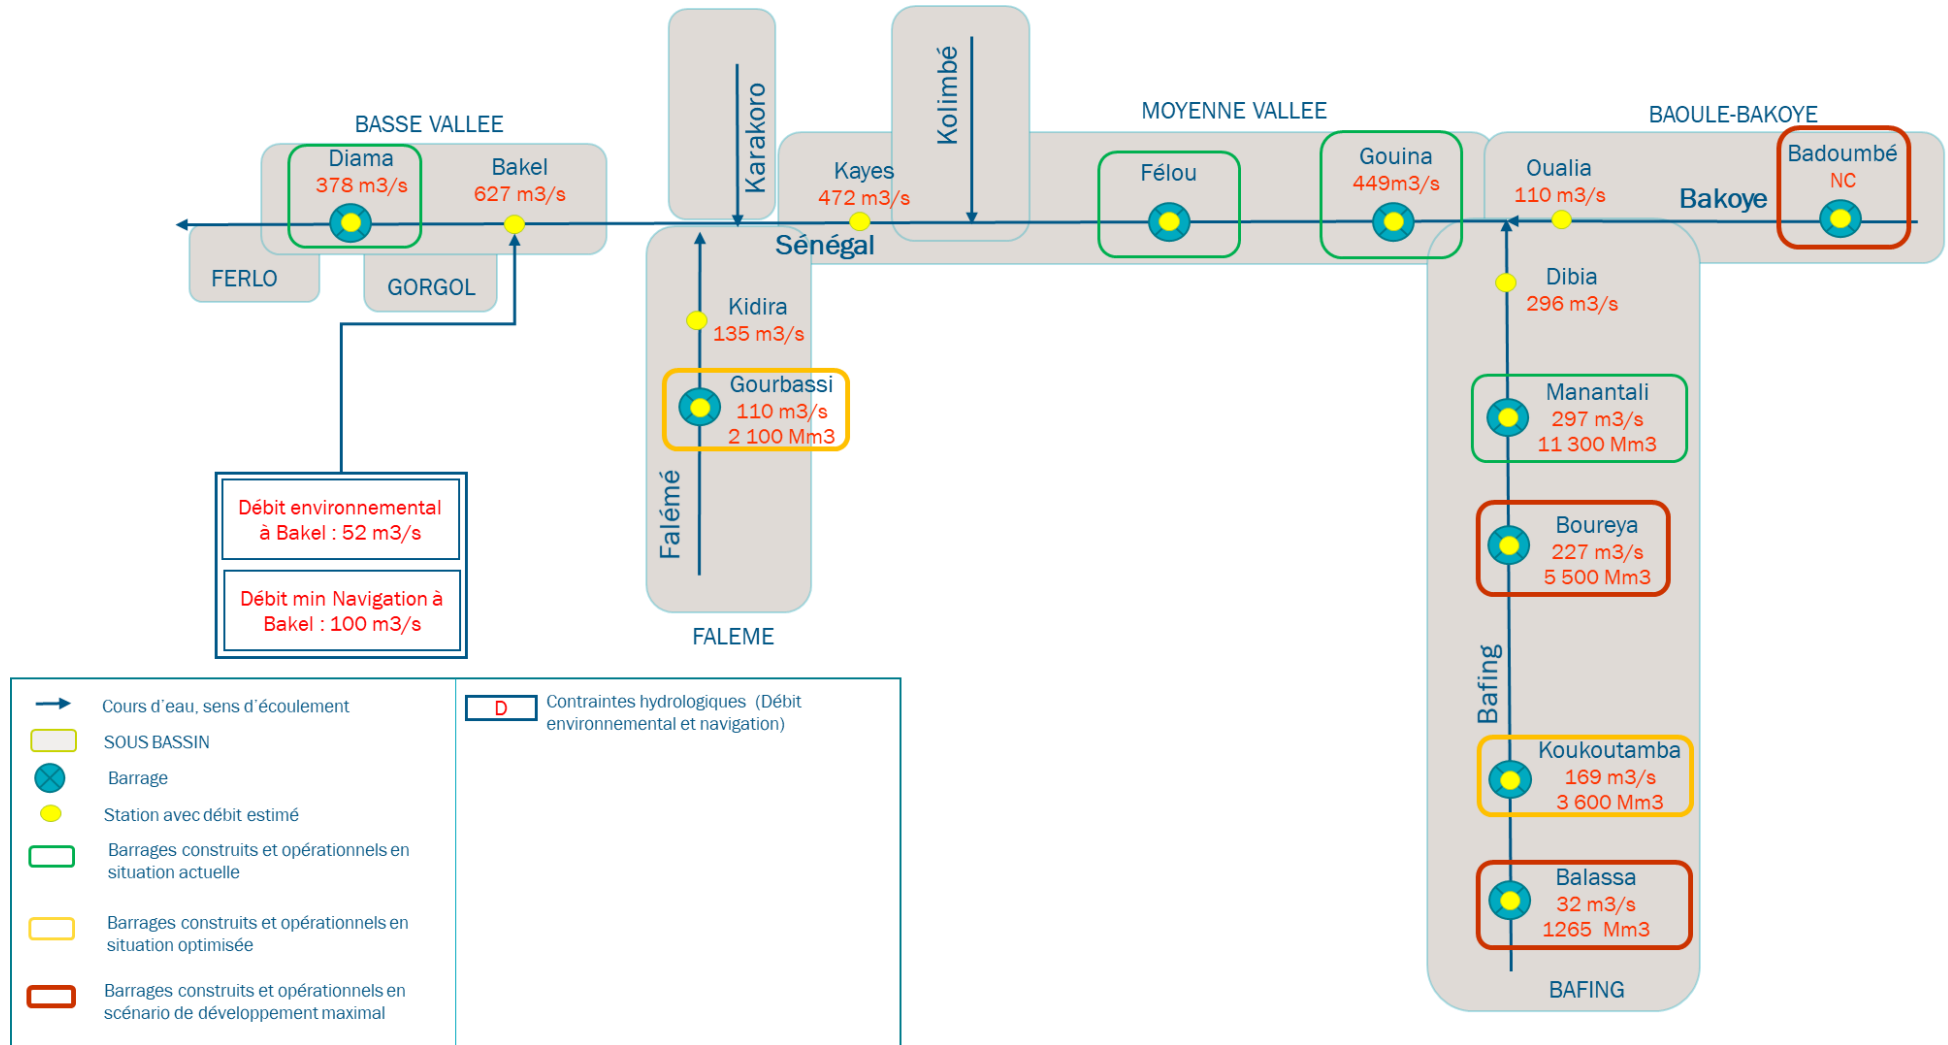 BASSE VALLEE
Diama
378 m3/s
Bakel
627 m3/s
FERLO
GORGOL
Karakoro
Kolimbé
Kayes
472 m3/s
Sénégal
MOYENNE VALLEE
Félou
Gouina
449m3/s
BAOULE-BAKOYE
Oualia
110 m3/s
Bakoye
Badoumbé
NC
Kidira
135 m3/s
Gourbassi
110 m3/s
2 100 Mm3
Falémé
FALEME
Dibia
296 m3/s
Manantali
297 m3/s
11 300 Mm3
Boureya
227 m3/s
5 500 Mm3
Bafing
Koukoutamba
169 m3/s
3 600 Mm3
Balassa
32 m3/s
1265 Mm3
BAFING
Débit environnemental
à Bakel : 52 m3/s
Débit min Navigation à
Bakel : 100 m3/s
Cours d'eau, sens d'écoulement
SOUS BASSIN
Barrage
Station avec débit estimé
Barrages construits et opérationnels en
situation actuelle
Barrages construits et opérationnels en
situation optimisée
Barrages construits et opérationnels en
scénario de développement maximal
D
Contraintes hydrologiques (Débit
environnemental et navigation)